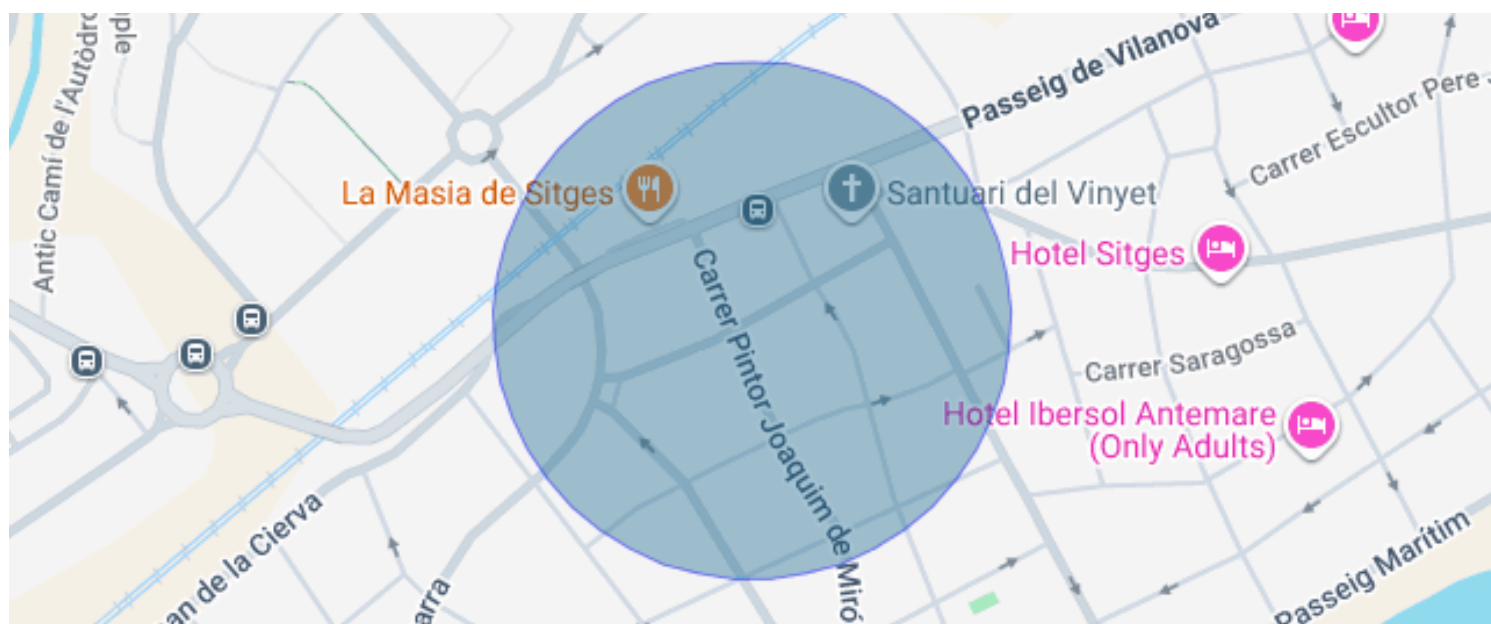 ple
Antic Camí de l'Autòdro
Passeig de Vilanova
Carrer Escultor Pere J
La Masia de Sitges
Santuari del Vinyet
Hotel Sitges
Carrer Pintor Joaquim de Miró
Carrer Saragossa
Hotel Ibersol Antemare
(Only Adults)
Passeig Marítim
an de la Cierva
arra